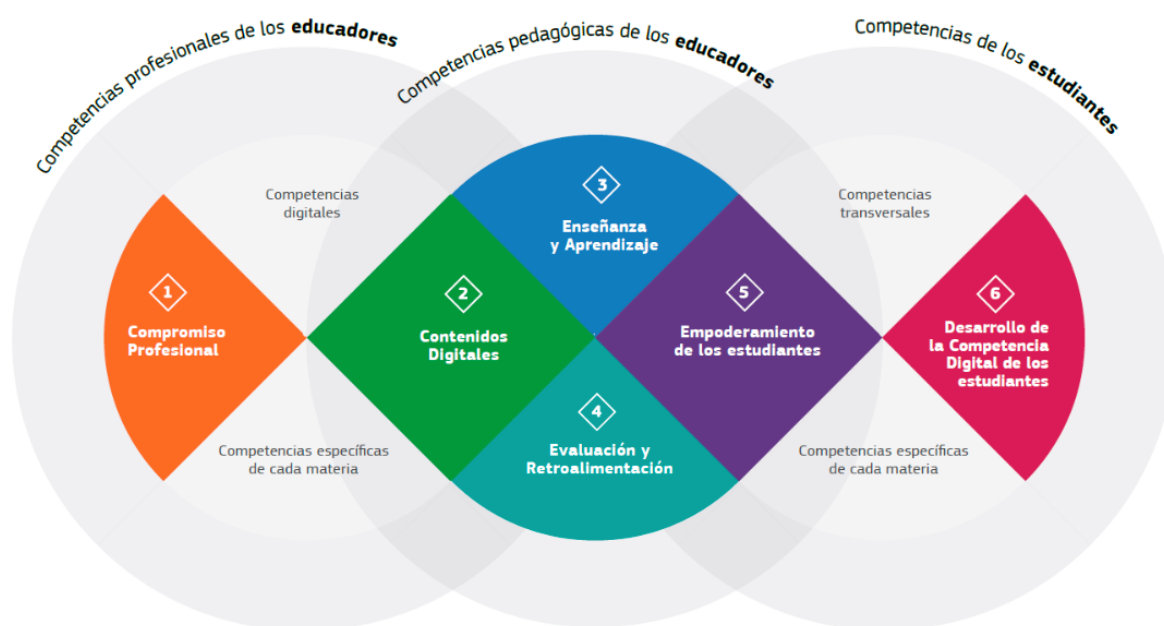 Competencias profesionales de los educadores
Competencias pedagógicas de los educadores
Competencias de los estudiantes
Competencias
digitales
Competencias
transversales
3
Enseñanza
y Aprendizaje
1
Compromiso
Profesional
2
Contenidos
Digitales
5
Empoderamiento
de los estudiantes
6
Desarrollo de
la Competencia
Digital de los
estudiantes
4
Evaluación y
Retroalimentación
Competencias específicas
de cada materia
Competencias específicas
de cada materia